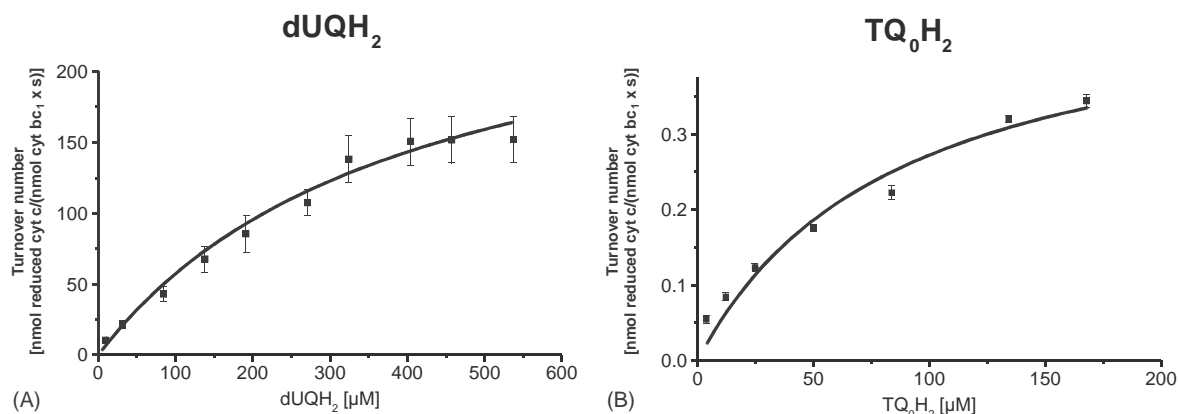 dUQH₂
TQ₀H₂
Turnover number
[nmol reduced cyt c/(nmol cyt bc₁ x s)]
200
150
100
50
0
0 100 200 300 400 500 600
(A)
dUQH₂ [µM]
Turnover number
[nmol reduced cyt c/(nmol cyt bc₁ x s)]
0.3
0.2
0.1
0.0
0 50 100 150 200
(B)
TQ₀H₂ [µM]